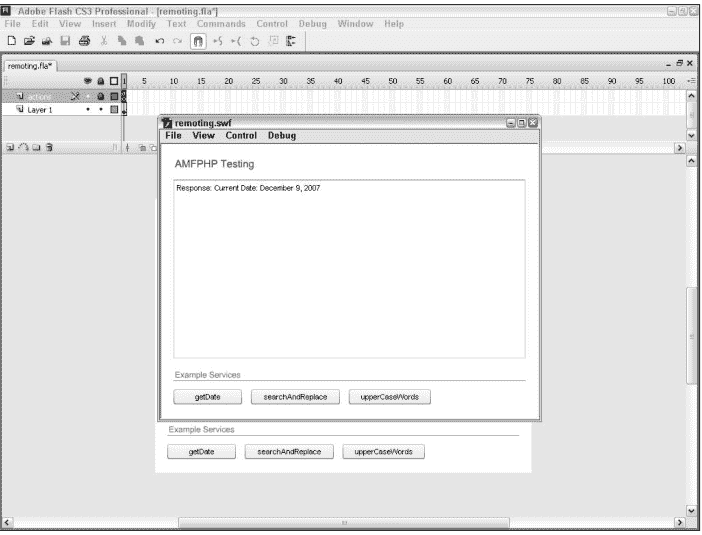 Adobe Flash CS3 Professional - [remoting.fla*]
File Edit View Insert Modify Text Commands Control Debug Window Help
remoting.fla*
1 5 10 15 20 25 30 35 40 45 50 55 60 65 70 75 80 85 90 95 100
actions
Layer 1
remoting.swf
File View Control Debug
AMFPHP Testing
Response: Current Date: December 9, 2007
Example Services
getDate searchAndReplace upperCaseWords
Example Services
getDate searchAndReplace upperCaseWords